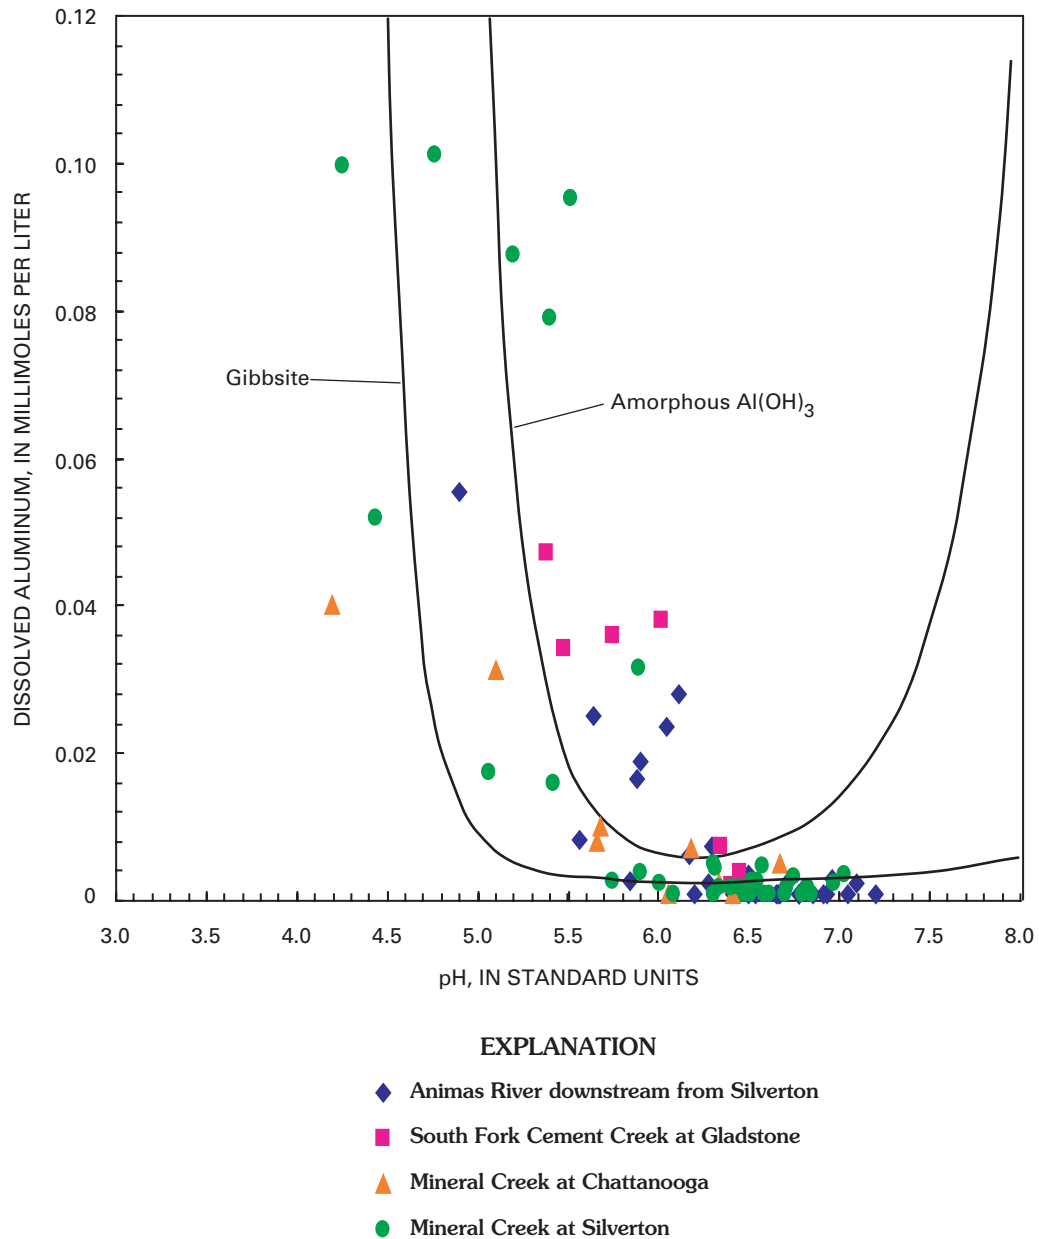 0.12
0.10
0.08
0.06
0.04
0.02
0
DISSOLVED ALUMINUM, IN MILLIMOLES PER LITER
Gibbsite
Amorphous Al(OH)3
3.0 3.5 4.0 4.5 5.0 5.5 6.0 6.5 7.0 7.5 8.0
pH, IN STANDARD UNITS
EXPLANATION
Animas River downstream from Silverton
South Fork Cement Creek at Gladstone
Mineral Creek at Chattanooga
Mineral Creek at Silverton